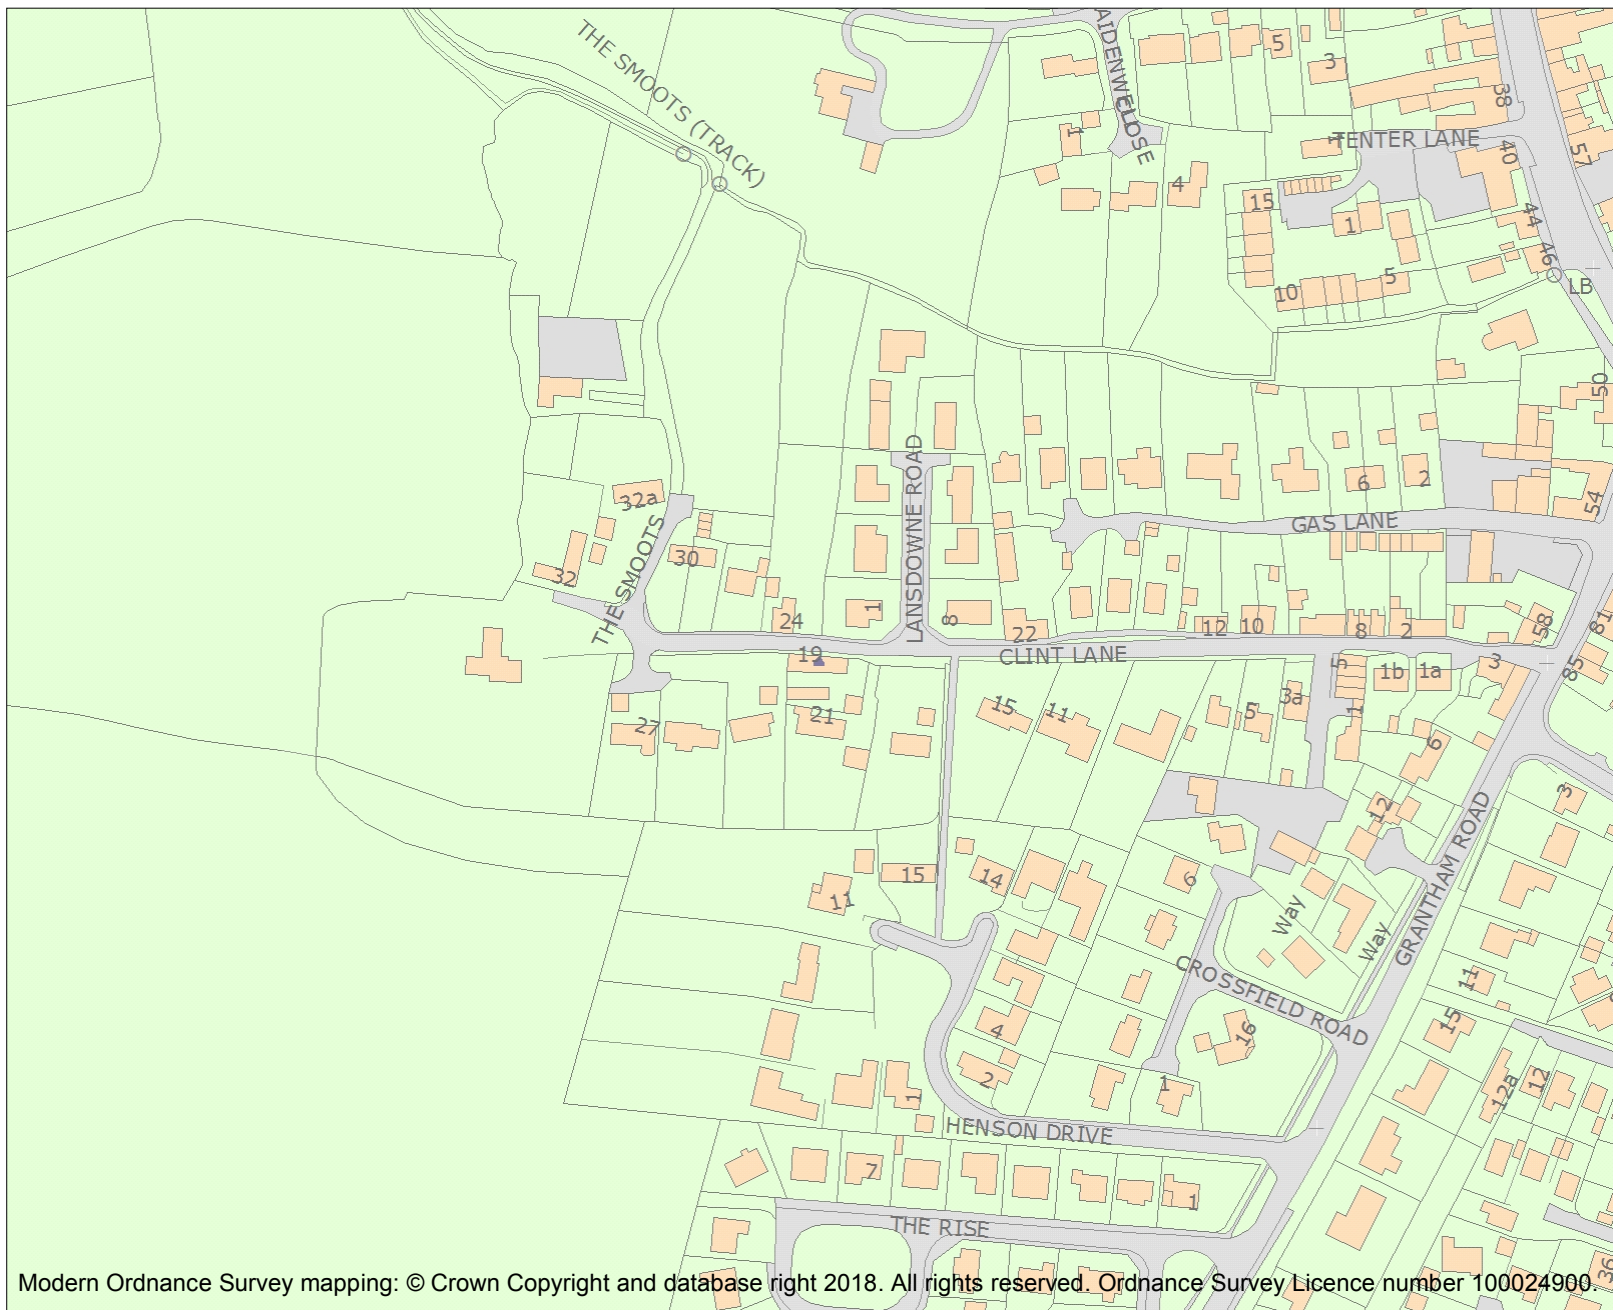 THE SMOOTS (TRACK)
AIDENWELL
CLOSE
5
3
38
1
TENTER LANE
40
57
4
15
1
44
46
LB
10
5
50
6
2
54
32a
GAS LANE
THE SMOOTS
30
32
LANSDOWNE ROAD
24
1
8
22
12
10
8
2
58
81
19
CLINT LANE
5
1b
1a
3
85
27
21
15
11
5
3a
1
6
3
12
15
14
11
6
Way
Way
GRANTHAM ROAD
CROSSFIELD ROAD
11
4
16
15
2
1
1
12a
12
HENSON DRIVE
7
1
THE RISE
36
Modern Ordnance Survey mapping: © Crown Copyright and database right 2018. All rights reserved. Ordnance Survey Licence number 100024900.